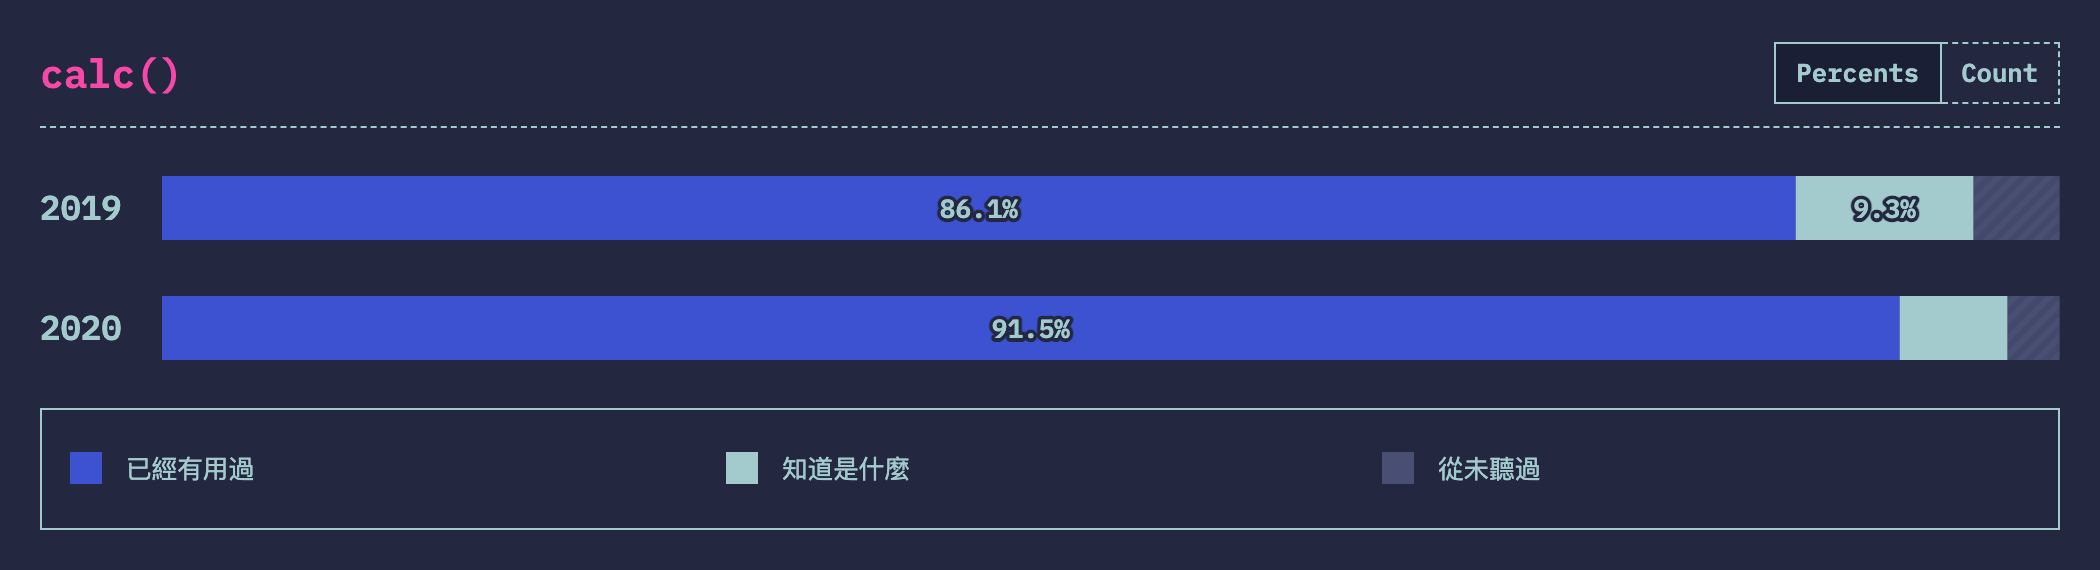 calc()
Percents Count
2019 86.1% 9.3%
2020 91.5%
已經有用過 知道是什麼 從未聽過